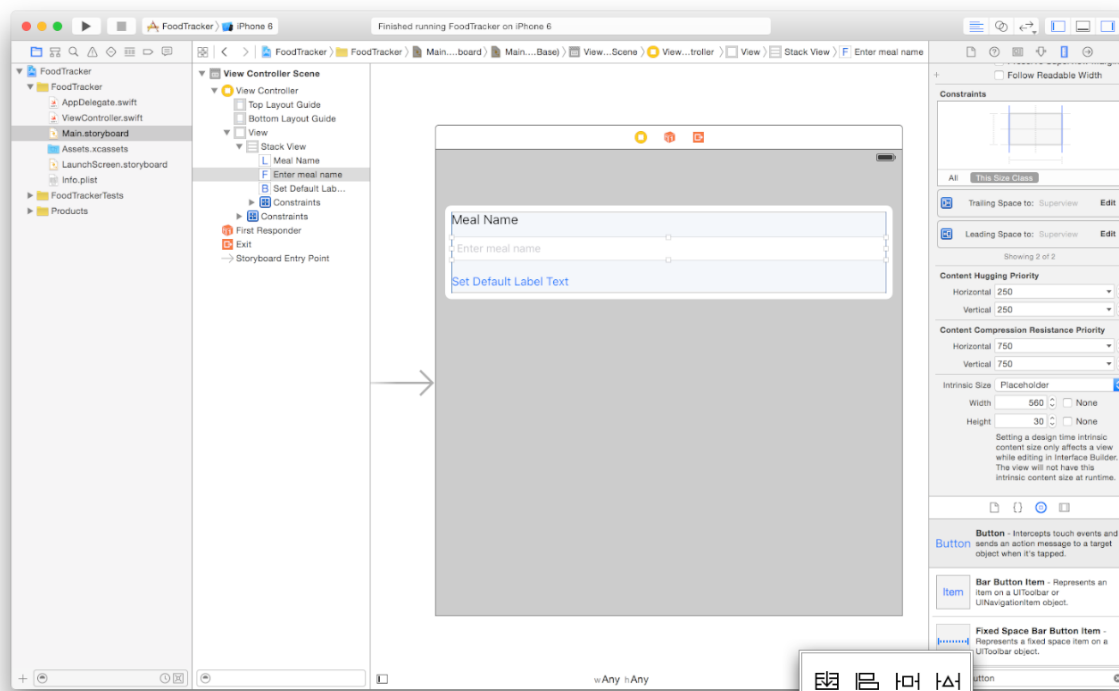 FoodTracker
iPhone 6
Finished running FoodTracker on iPhone 6
FoodTracker
FoodTracker
Main....board
Main....Base)
View...Scene
View...troller
View
Stack View
F Enter meal name
FoodTracker
FoodTracker
AppDelegate.swift
ViewController.swift
Main.storyboard
Assets.xcassets
LaunchScreen.storyboard
Info.plist
FoodTrackerTests
Products
View Controller Scene
View Controller
Top Layout Guide
Bottom Layout Guide
View
Stack View
L Meal Name
F Enter meal name
B Set Default Lab...
Constraints
Constraints
First Responder
Exit
Storyboard Entry Point
Meal Name
Enter meal name
Set Default Label Text
wAny hAny
Follow Readable Width
Constraints
All This Size Class
Trailing Space to: Superview Edit
Leading Space to: Superview Edit
Showing 2 of 2
Content Hugging Priority
Horizontal 250
Vertical 250
Content Compression Resistance Priority
Horizontal 750
Vertical 750
Intrinsic Size Placeholder
Width 560 None
Height 30 None
Setting a design time intrinsic
content size only affects a view
while editing in Interface Builder.
The view will not have this
intrinsic content size at runtime.
Button
Button - Intercepts touch events and
sends an action message to a target
object when it's tapped.
Item
Bar Button Item - Represents an
item on a UIToolbar or
UINavigationItem object.
Fixed Space Bar Button Item -
Represents a fixed space item on a
UIToolbar object.
utton